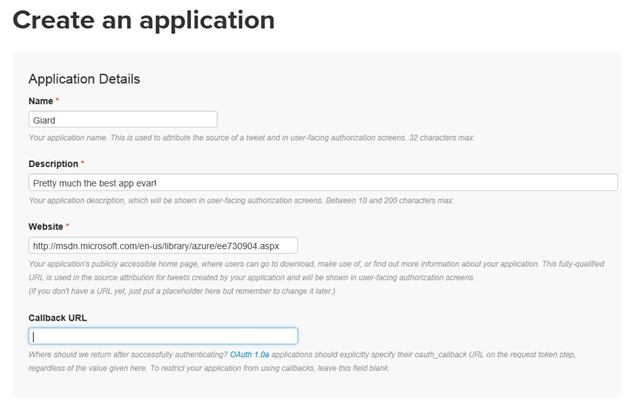 Create an application
Application Details
Name *
Giard
Your application name. This is used to attribute the source of a tweet and in user-facing authorization screens. 32 characters max.
Description *
Pretty much the best app evar!
Your application description, which will be shown in user-facing authorization screens. Between 10 and 200 characters max.
Website *
http://msdn.microsoft.com/en-us/library/azure/ee730904.aspx
Your application's publicly accessible home page, where users can go to download, make use of, or find out more information about your application. This fully-qualified
URL is used in the source attribution for tweets created by your application and will be shown in user-facing authorization screens.
(If you don't have a URL yet, just put a placeholder here but remember to change it later.)
Callback URL
Where should we return after successfully authenticating? OAuth 1.0a applications should explicitly specify their oauth_callback URL on the request token step,
regardless of the value given here. To restrict your application from using callbacks, leave this field blank.